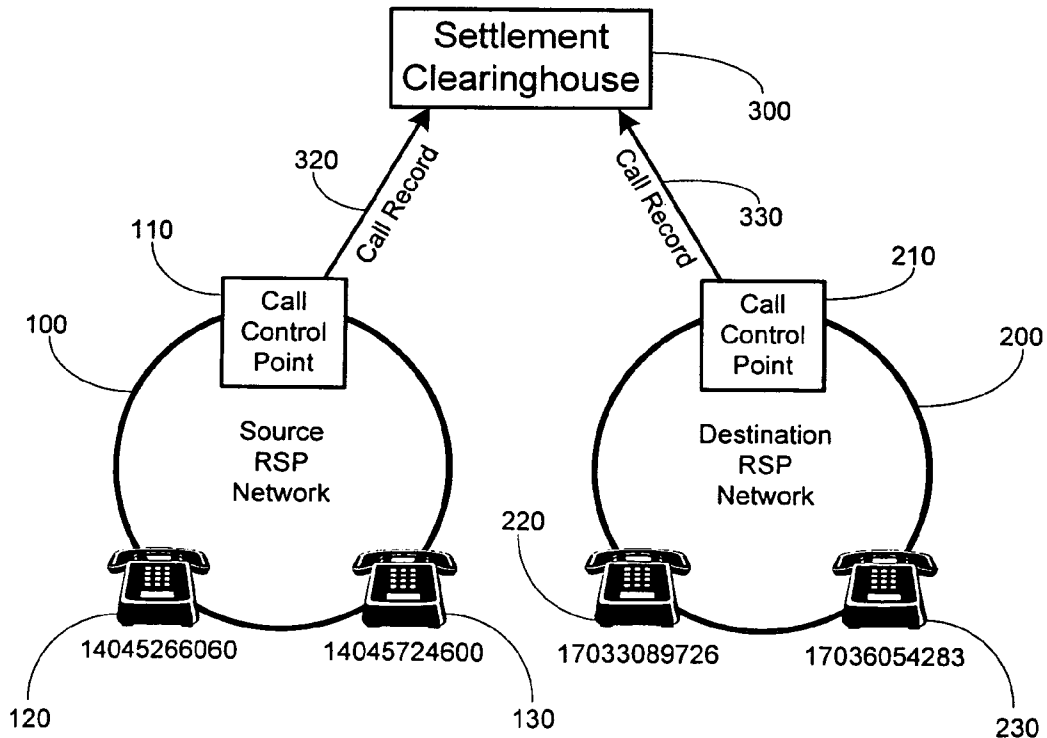 Settlement
Clearinghouse
300
320
Call Record
Call Record
330
110
210
Call
Control
Point
Call
Control
Point
100
200
Source
RSP
Network
Destination
RSP
Network
220
14045266060
14045724600
17033089726
17036054283
120
130
230